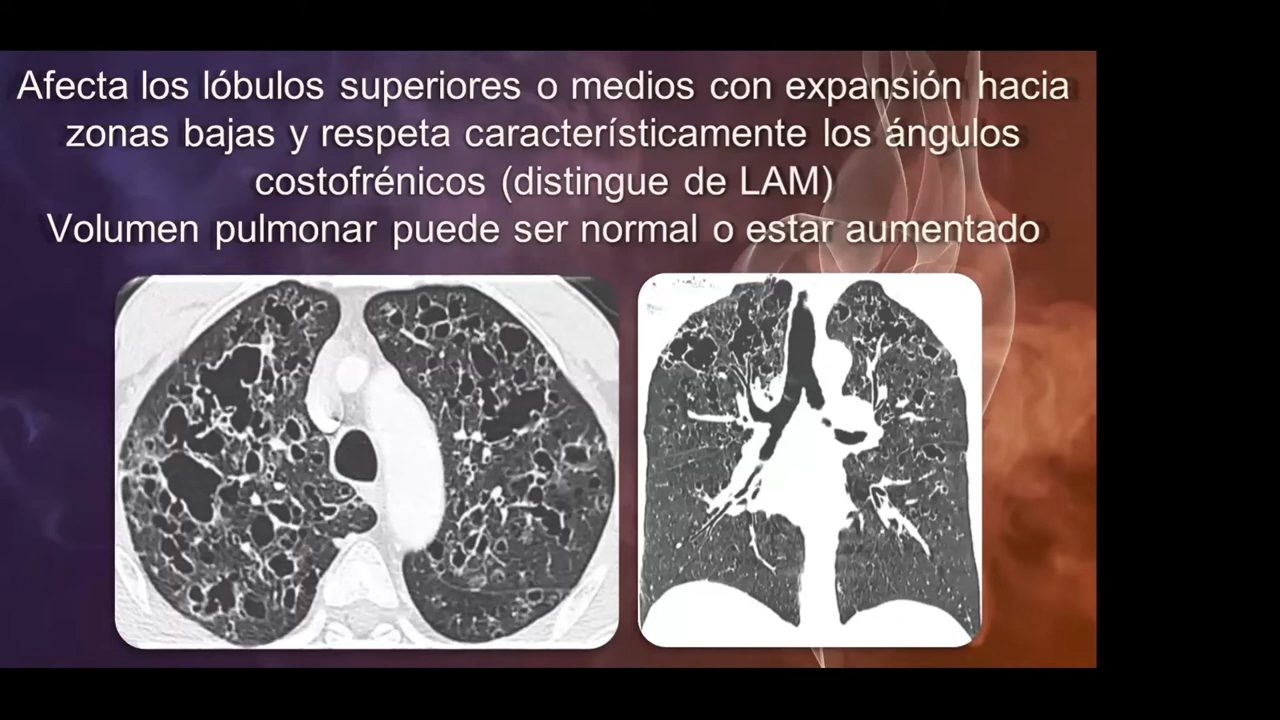 Afecta los lóbulos superiores o medios con expansión hacia
zonas bajas y respeta característicamente los ángulos
costofrénicos (distingue de LAM)
Volumen pulmonar puede ser normal o estar aumentado